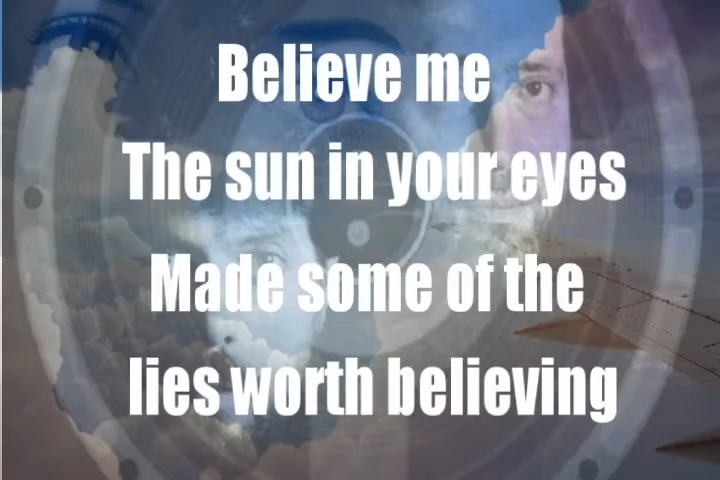 Believe me
The sun in your eyes
Made some of the
lies worth believing